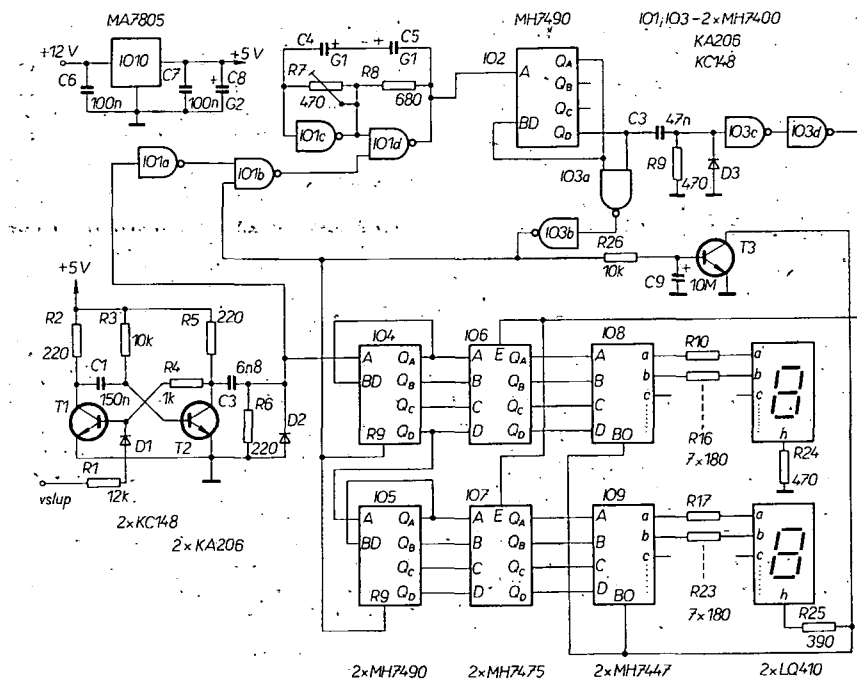 MA7805
+12 V
IO10
+5 V
C6
100n
C7
100n
C8
G2
C4
G1
C5
G1
R7
470
R8
680
IO1c
IO1d
IO1a
IO1b
MH7490
IO2
A
BD
QA
QB
QC
QD
IO1, IO3 - 2×MH7400
KA206
KC148
C3
47n
IO3c
IO3d
R9
470
D3
IO3a
IO3b
R26
10k
C9
10M
T3
+5 V
R2
220
R3
10k
R5
220
C1
150n
R4
1k
6n8
C3
R6
220
D2
T1
D1
T2
R1
12k
vstup
2×KC148
2×KA206
IO4
A
BD
R9
QA
QB
QC
QD
IO6
A
E
B
C
D
QA
QB
QC
QD
IO8
A
B
C
D
BO
a
b
c
R10
R16
7×180
a
b
c
h
R24
470
IO5
A
BD
R9
QA
QB
QC
QD
IO7
A
E
B
C
D
QA
QB
QC
QD
IO9
A
B
C
D
BO
a
b
c
R17
R23
7×180
a
b
c
h
R25
390
2×MH7490
2×MH7475
2×MH7447
2×LQ410